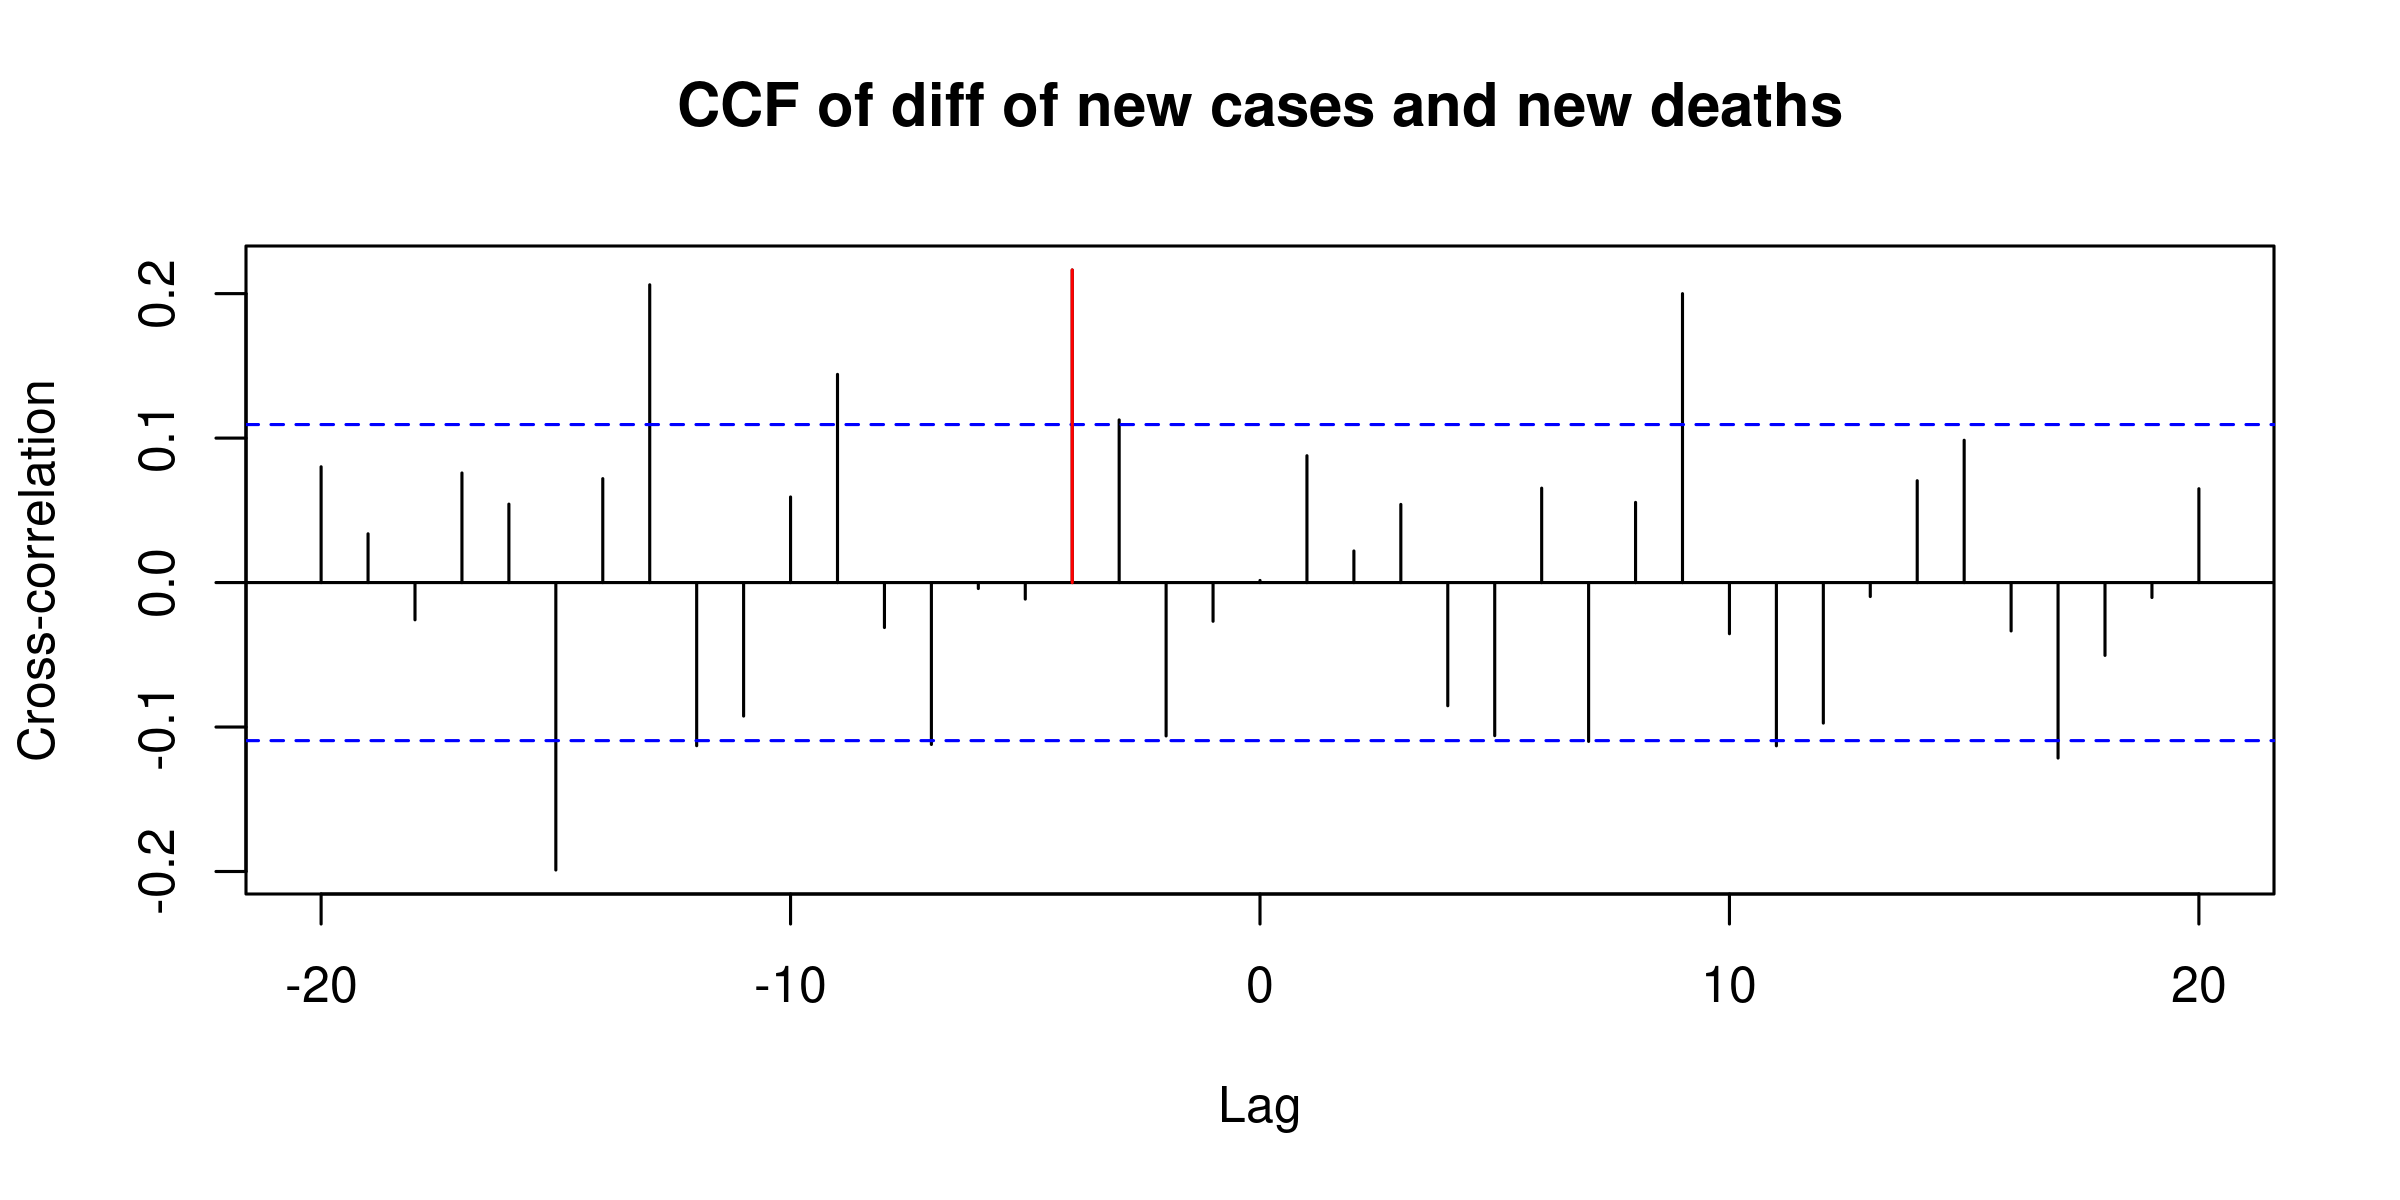 CCF of diff of new cases and new deaths
Cross-correlation
0.2
0.1
0.0
-0.1
-0.2
-20 -10 0 10 20
Lag